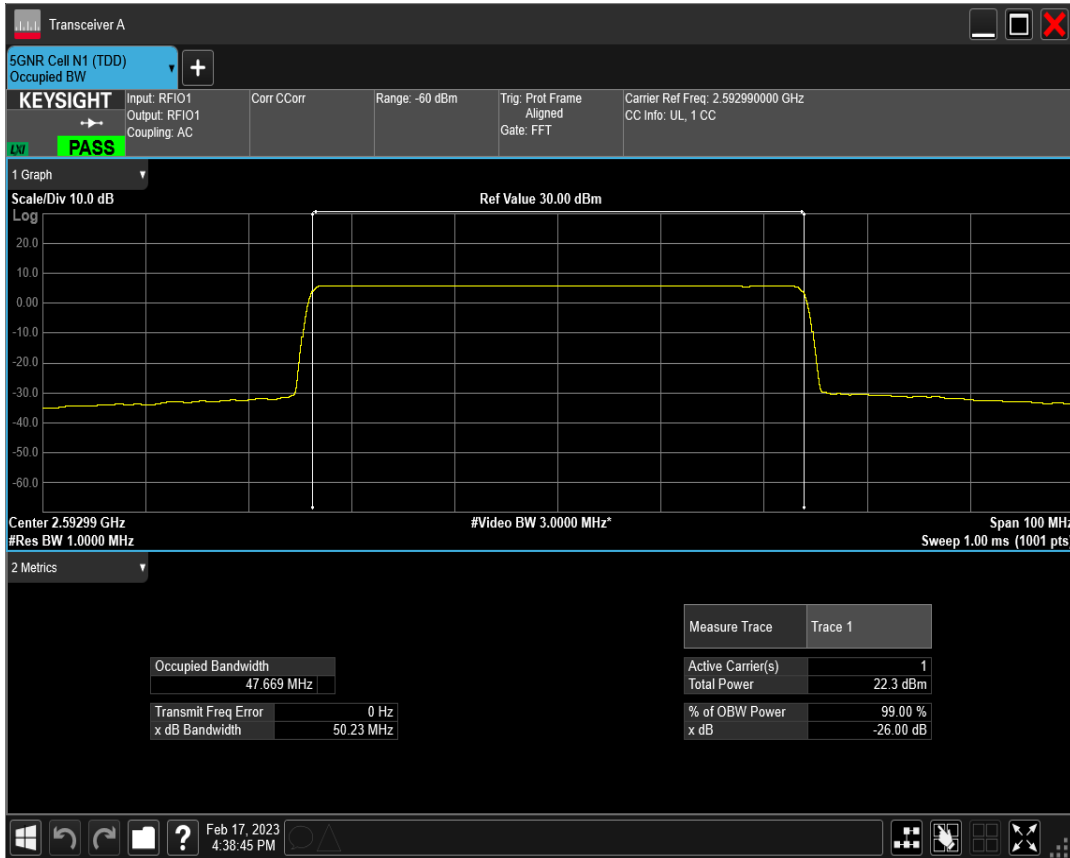 Transceiver A
5GNR Cell N1 (TDD)
Occupied BW
+
KEYSIGHT
LXI
PASS
Input: RFIO1
Output: RFIO1
Coupling: AC
Corr CCorr
Range: -60 dBm
Trig: Prot Frame
Aligned
Gate: FFT
Carrier Ref Freq: 2.592990000 GHz
CC Info: UL, 1 CC
1 Graph
Scale/Div 10.0 dB
Ref Value 30.00 dBm
Log
20.0
10.0
0.00
-10.0
-20.0
-30.0
-40.0
-50.0
-60.0
Center 2.59299 GHz
#Video BW 3.0000 MHz*
Span 100 MHz
#Res BW 1.0000 MHz
Sweep 1.00 ms (1001 pts)
2 Metrics
Measure Trace Trace 1
Occupied Bandwidth
47.669 MHz
Active Carrier(s) 1
Total Power 22.3 dBm
Transmit Freq Error 0 Hz
x dB Bandwidth 50.23 MHz
% of OBW Power 99.00 %
x dB -26.00 dB
?
Feb 17, 2023
4:38:45 PM